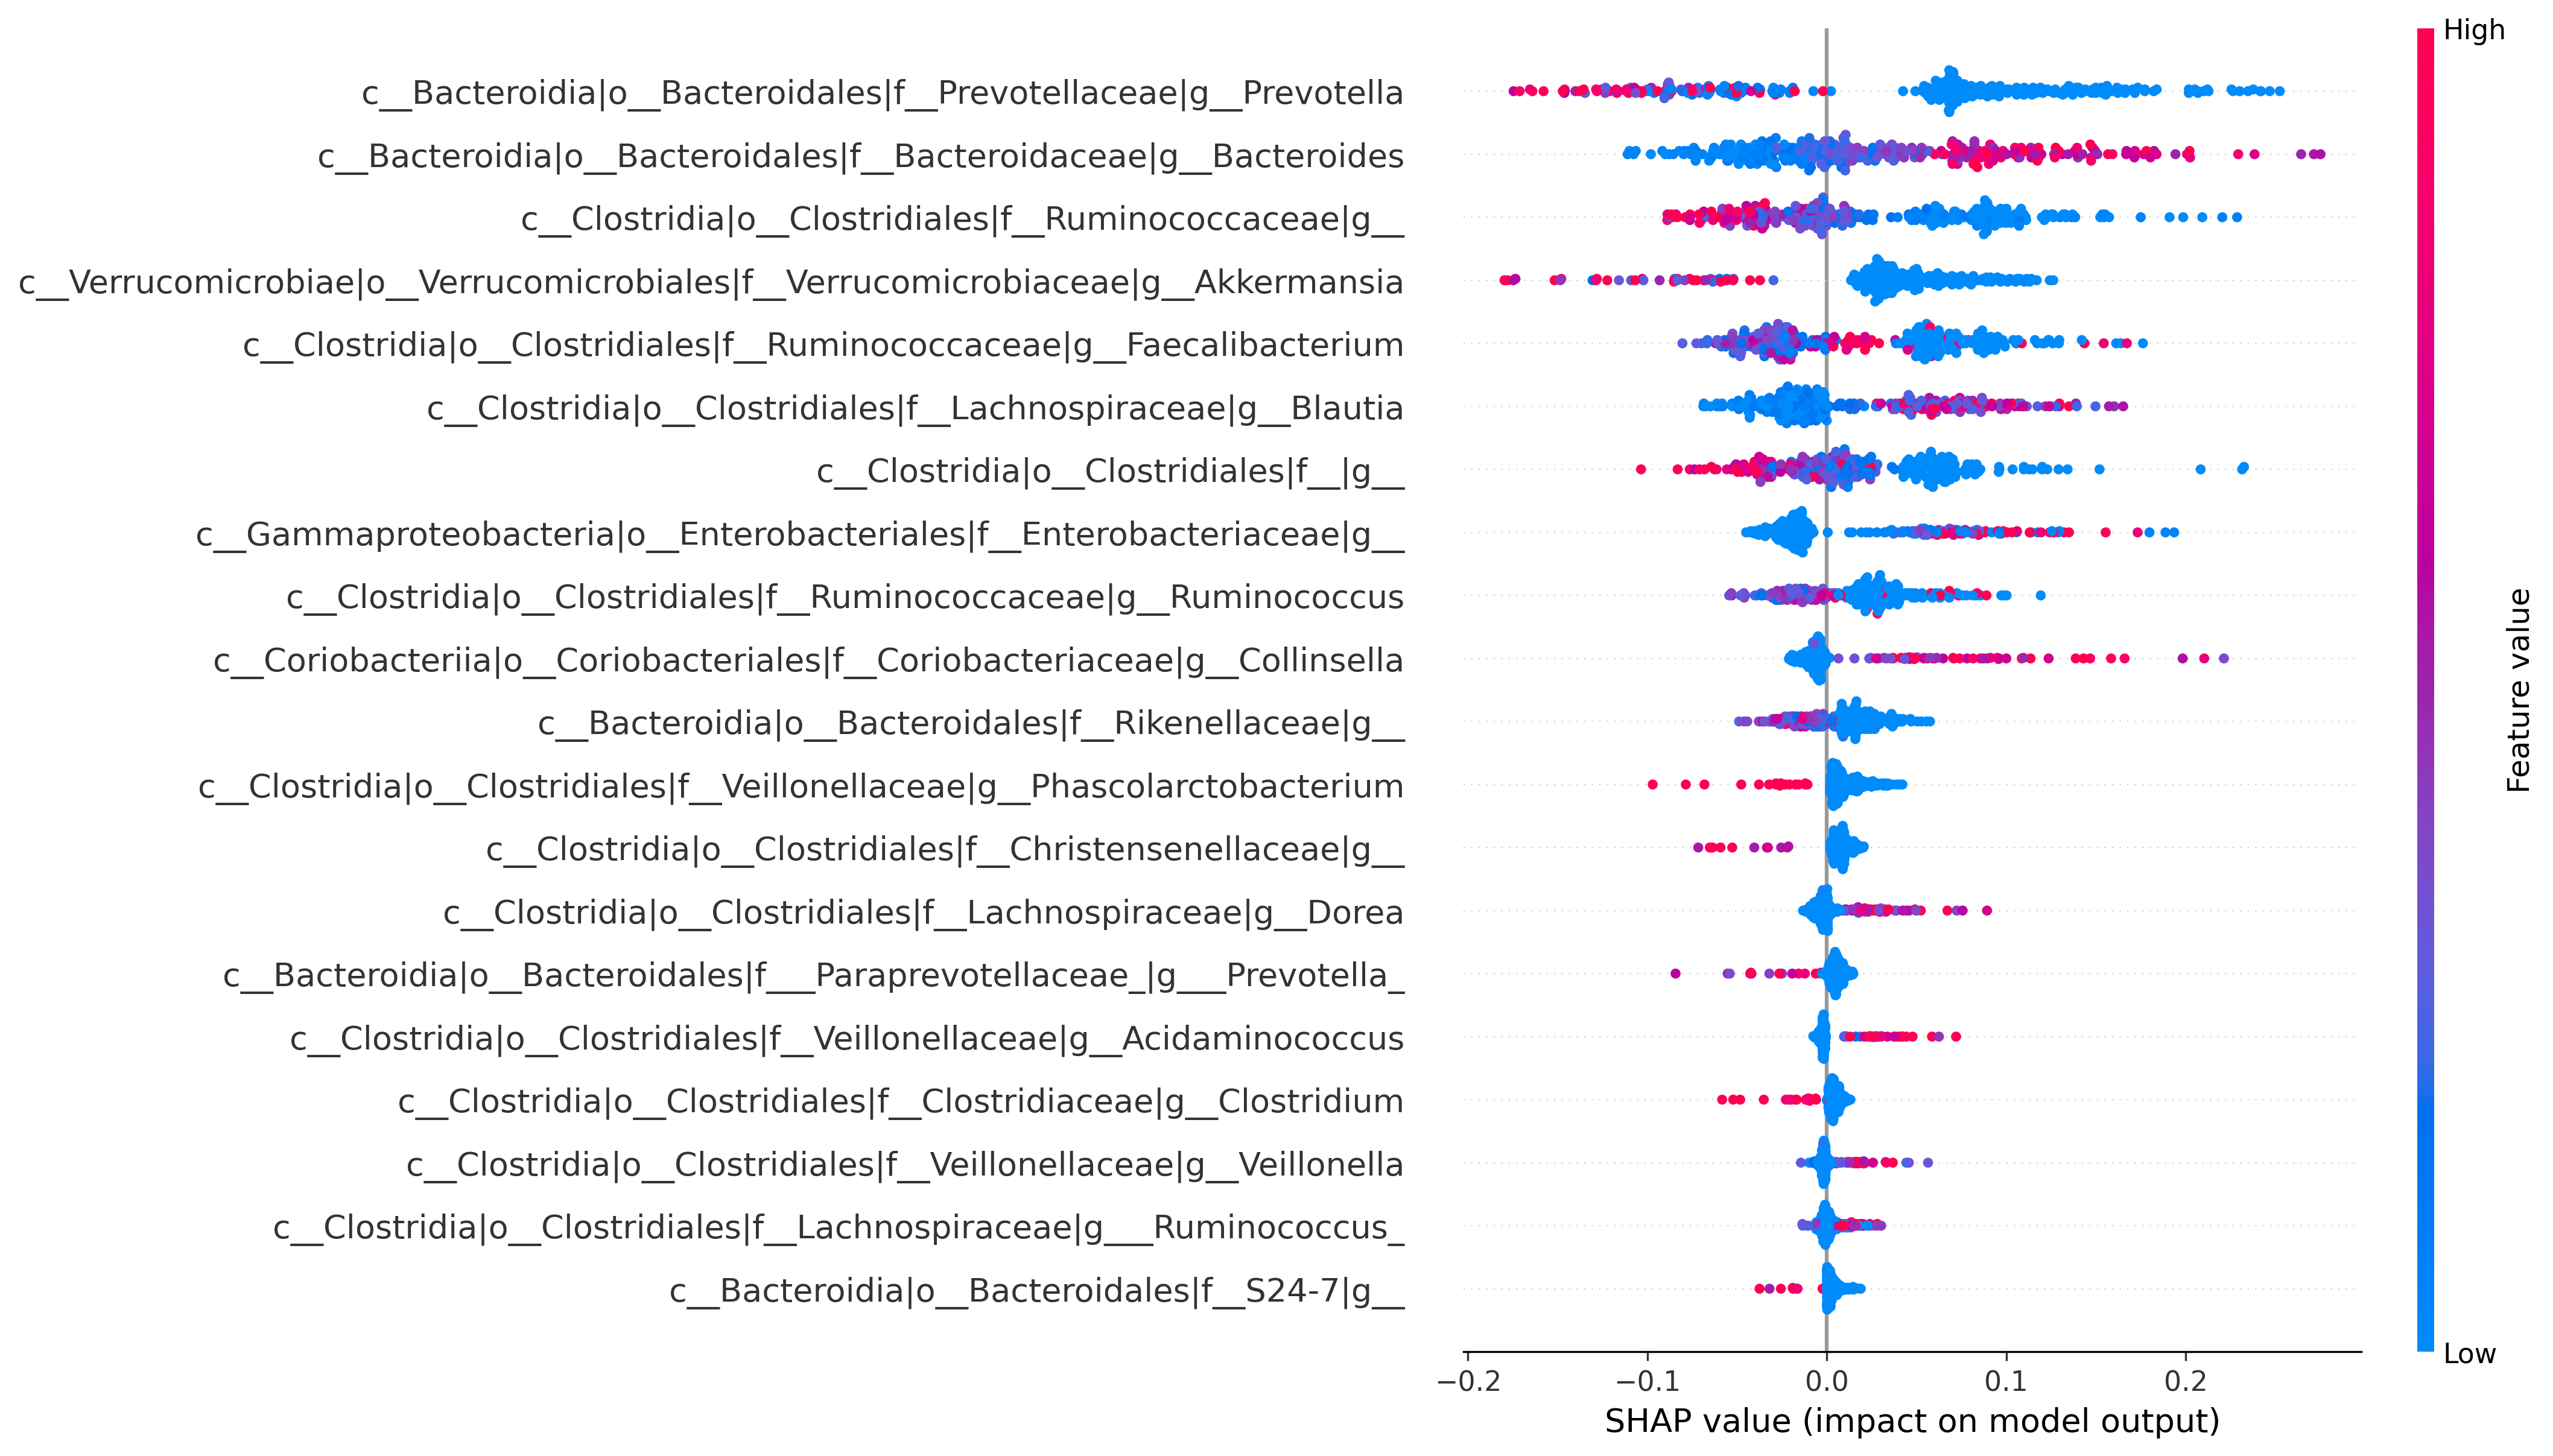 High
c__Bacteroidia|o__Bacteroidales|f__Prevotellaceae|g__Prevotella
c__Bacteroidia|o__Bacteroidales|f__Bacteroidaceae|g__Bacteroides
c__Clostridia|o__Clostridiales|f__Ruminococcaceae|g__
c__Verrucomicrobiae|o__Verrucomicrobiales|f__Verrucomicrobiaceae|g__Akkermansia
c__Clostridia|o__Clostridiales|f__Ruminococcaceae|g__Faecalibacterium
c__Clostridia|o__Clostridiales|f__Lachnospiraceae|g__Blautia
c__Clostridia|o__Clostridiales|f__|g__
c__Gammaproteobacteria|o__Enterobacteriales|f__Enterobacteriaceae|g__
c__Clostridia|o__Clostridiales|f__Ruminococcaceae|g__Ruminococcus
c__Coriobacteriia|o__Coriobacteriales|f__Coriobacteriaceae|g__Collinsella
c__Bacteroidia|o__Bacteroidales|f__Rikenellaceae|g__
c__Clostridia|o__Clostridiales|f__Veillonellaceae|g__Phascolarctobacterium
c__Clostridia|o__Clostridiales|f__Christensenellaceae|g__
c__Clostridia|o__Clostridiales|f__Lachnospiraceae|g__Dorea
c__Bacteroidia|o__Bacteroidales|f___Paraprevotellaceae_|g___Prevotella_
c__Clostridia|o__Clostridiales|f__Veillonellaceae|g__Acidaminococcus
c__Clostridia|o__Clostridiales|f__Clostridiaceae|g__Clostridium
c__Clostridia|o__Clostridiales|f__Veillonellaceae|g__Veillonella
c__Clostridia|o__Clostridiales|f__Lachnospiraceae|g___Ruminococcus_
c__Bacteroidia|o__Bacteroidales|f__S24-7|g__
Feature value
Low
−0.2 −0.1 0.0 0.1 0.2
SHAP value (impact on model output)